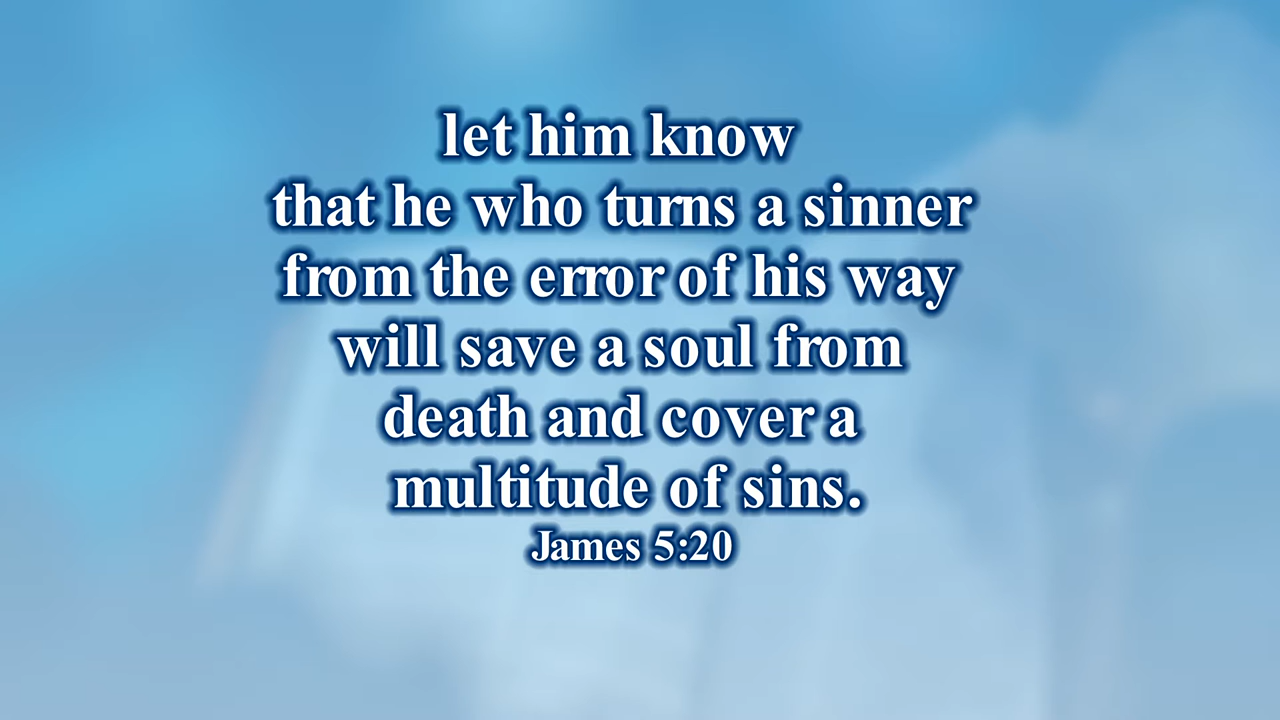 let him know
that he who turns a sinner
from the error of his way
will save a soul from
death and cover a
multitude of sins.
James 5:20